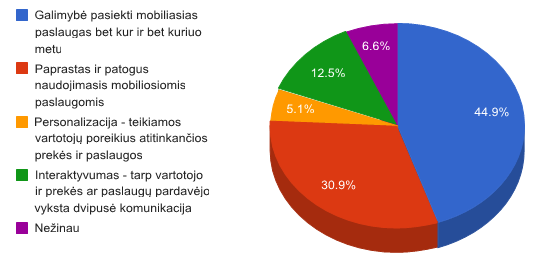 Galimybė pasiekti mobiliasias
paslaugas bet kur ir bet kuriuo
metu
Paprastas ir patogus
naudojimasis mobiliosiomis
paslaugomis
Personalizacija - teikiamos
vartotojų poreikius atitinkančios
prekės ir paslaugos
Interaktyvumas - tarp vartotojo
ir prekės ar paslaugų pardavėjo
vyksta dvipusė komunikacija
Nežinau
6.6%
12.5%
5.1%
44.9%
30.9%